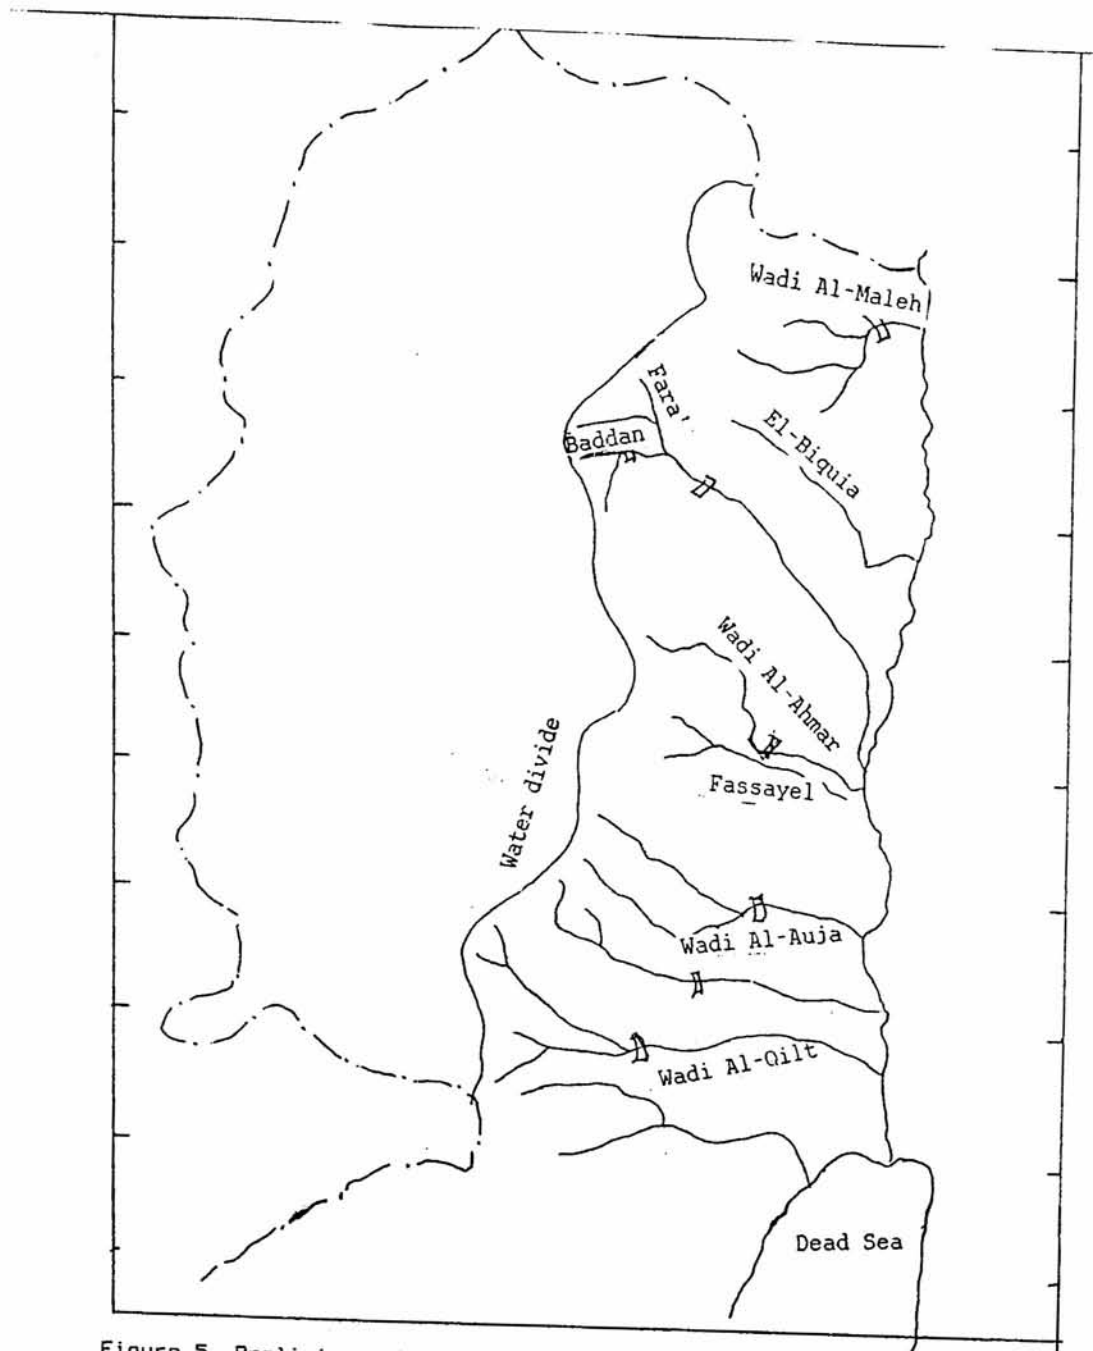 Wadi Al-Maleh
Fara'
Baddan
El-Biquia
Wadi Al-Ahmar
Water divide
Fassayel
Wadi Al-Auja
Wadi Al-Qilt
Dead Sea
Figure 5